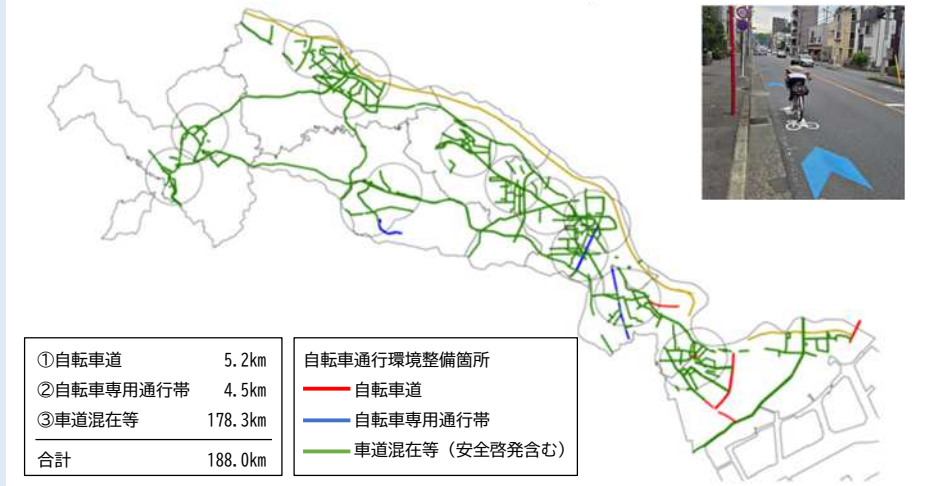 ①自転車道 5.2km
②自転車専用通行帯 4.5km
③車道混在等 178.3km
合計 188.0km
自転車通行環境整備箇所
自転車道
自転車専用通行帯
車道混在等（安全啓発含む）